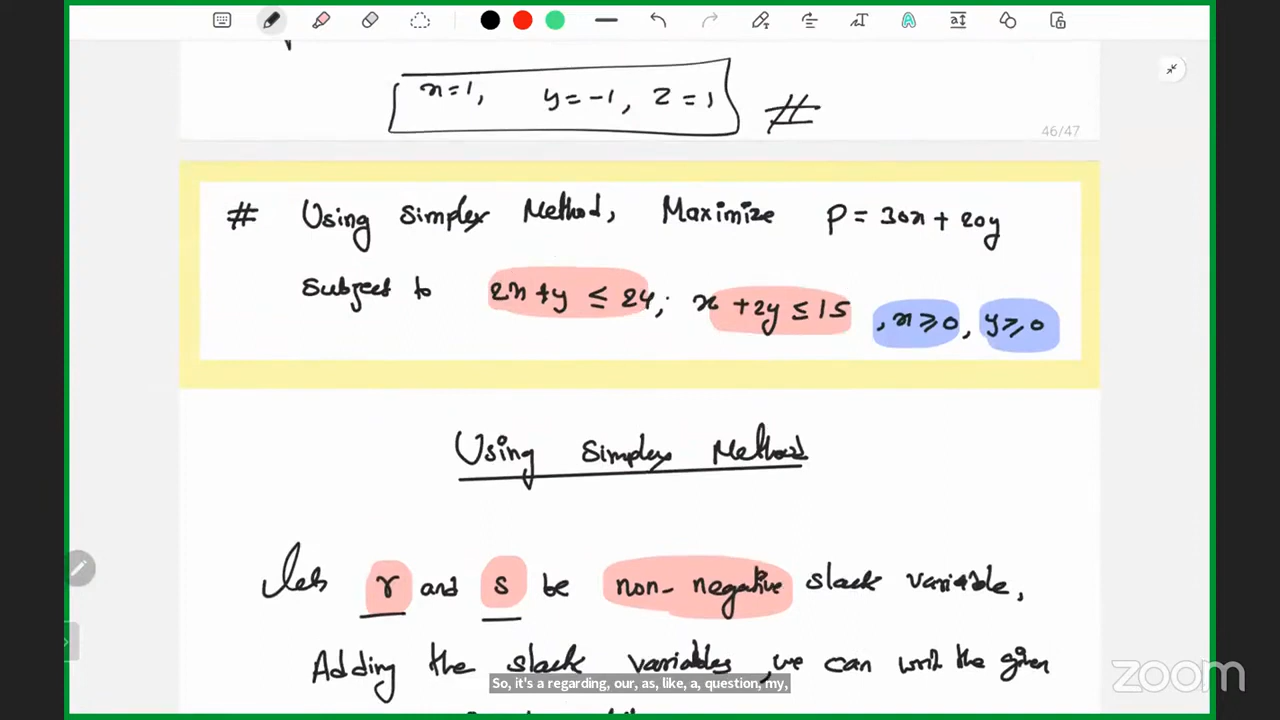 x=1, y=-1, z=1 #
46/47
# Using simplex Method, Maximize P = 30x + 20y
Subject to 2x + y ≤ 24; x + 2y ≤ 15, x ≥ 0, y ≥ 0
Using Simplex Method
Let r and s be non-negative slack variable,
Adding the slack variables, we can write the given
So, it's a regarding, our, as, like, a, question, my,
zoom